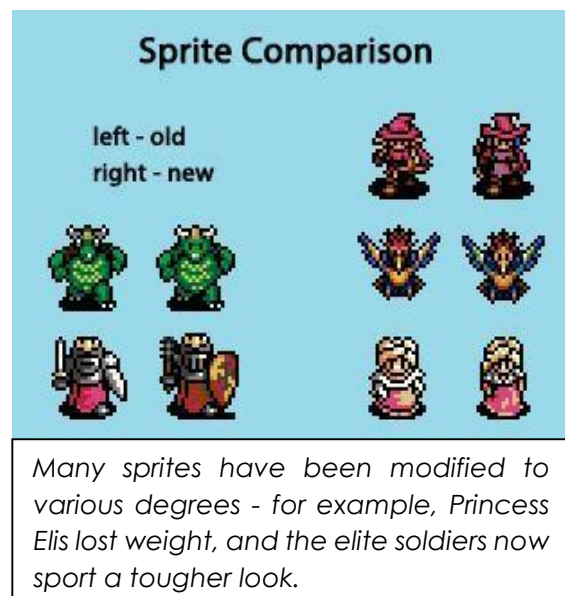 Sprite Comparison
left - old
right - new
Many sprites have been modified to
various degrees - for example, Princess
Elis lost weight, and the elite soldiers now
sport a tougher look.